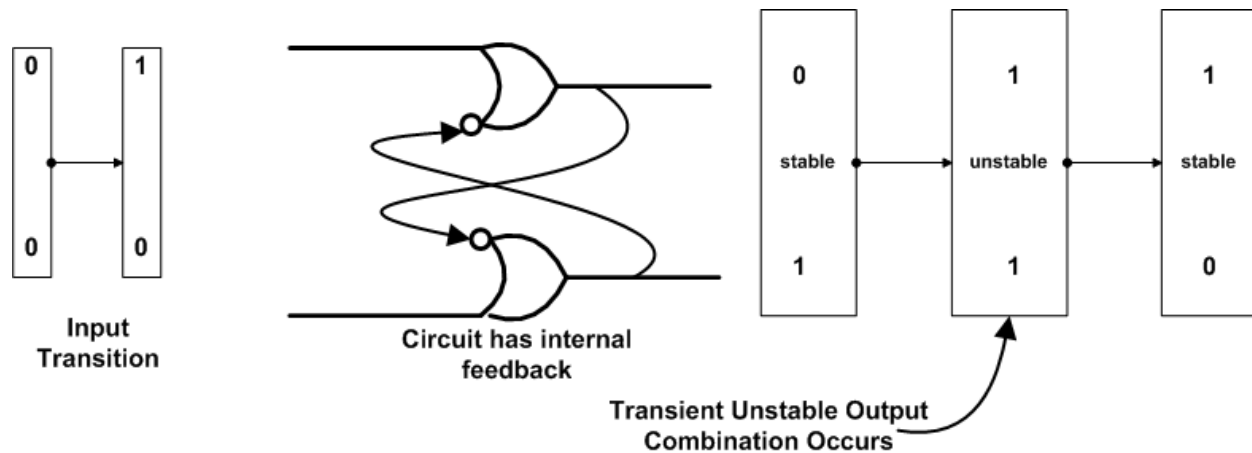 0 1 0 1 1
stable unstable stable
0 0 1 1 0
Input
Transition
Circuit has internal
feedback
Transient Unstable Output
Combination Occurs